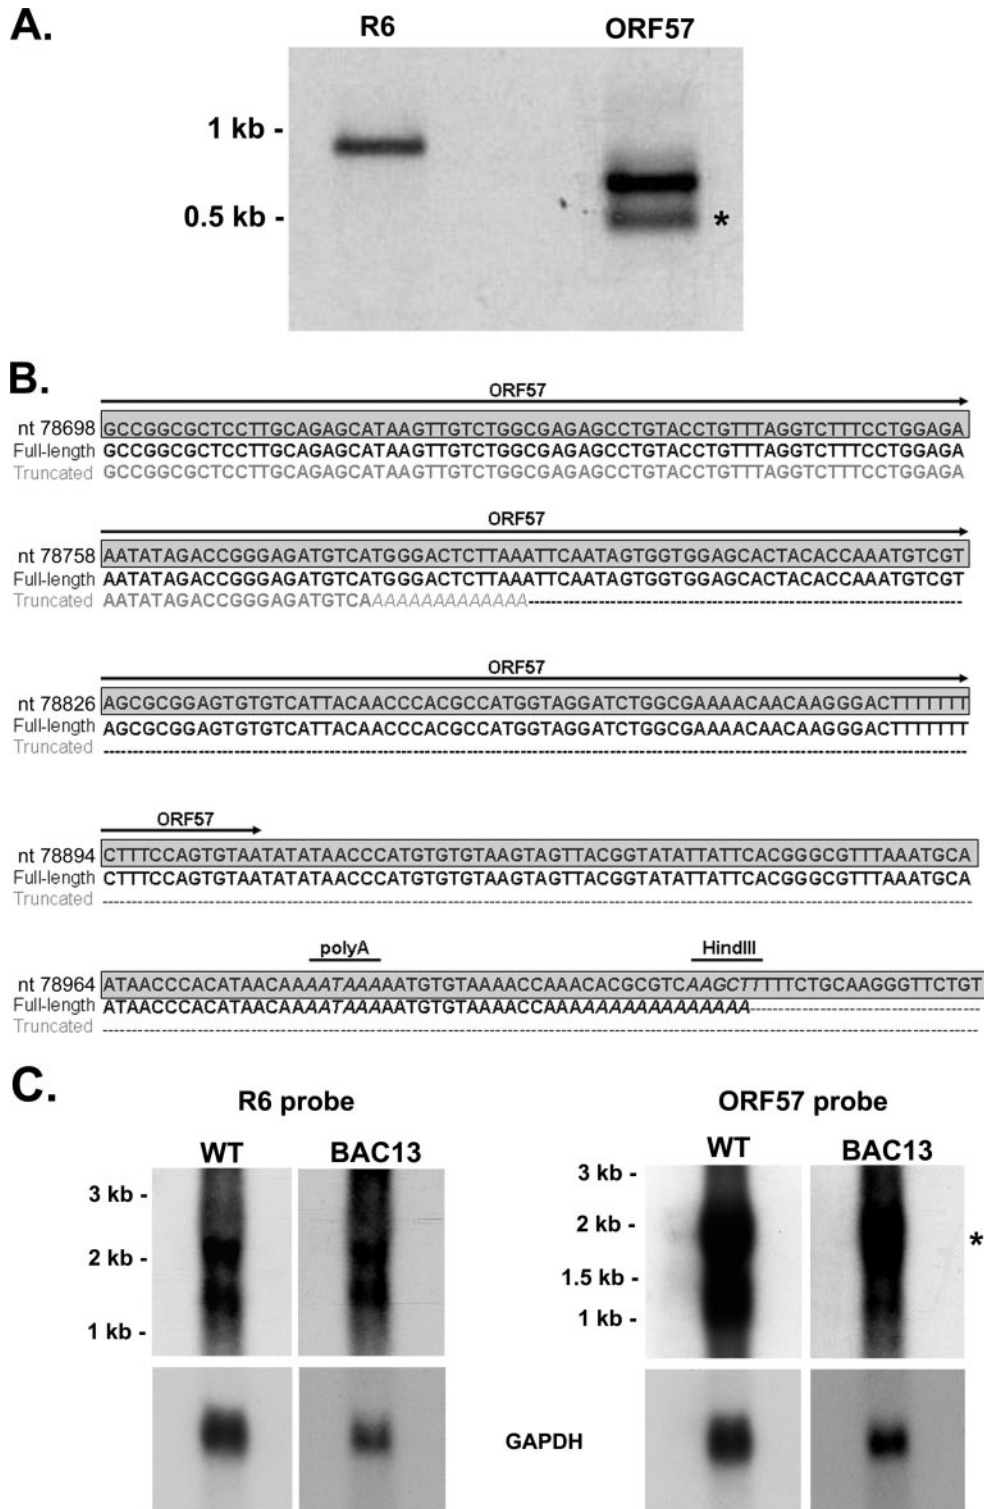 A.
R6 ORF57
1 kb -
0.5 kb - *
B.
ORF57
nt 78698 GCCGGCGCTCCTTGCAGAGCATAAGTTGTCTGGCGAGAGCCTGTACCTGTTTAGGTCTTTCCTGGAGA
Full-length GCCGGCGCTCCTTGCAGAGCATAAGTTGTCTGGCGAGAGCCTGTACCTGTTTAGGTCTTTCCTGGAGA
Truncated GCCGGCGCTCCTTGCAGAGCATAAGTTGTCTGGCGAGAGCCTGTACCTGTTTAGGTCTTTCCTGGAGA
ORF57
nt 78758 AATATAGACCGGGAGATGTCATGGGACTCTTAAATTCAATAGTGGTGGAGCACTACACCAAATGTCGT
Full-length AATATAGACCGGGAGATGTCATGGGACTCTTAAATTCAATAGTGGTGGAGCACTACACCAAATGTCGT
Truncated AATATAGACCGGGAGATGTCAAAAAAAAAAAAAA
ORF57
nt 78826 AGCGCGGAGTGTGTCATTACAACCCACGCCATGGTAGGATCTGGCGAAAACAACAAGGGACTTTTTTT
Full-length AGCGCGGAGTGTGTCATTACAACCCACGCCATGGTAGGATCTGGCGAAAACAACAAGGGACTTTTTTT
Truncated
ORF57
nt 78894 CTTTCCAGTGTAATATATAACCCATGTGTGTAAGTAGTTACGGTATATTATTCACGGGCGTTTAAATGCA
Full-length CTTTCCAGTGTAATATATAACCCATGTGTGTAAGTAGTTACGGTATATTATTCACGGGCGTTTAAATGCA
Truncated
polyA HindIII
nt 78964 ATAACCCACATAACAAAATAAAAATGTGTAAAACCAAACACGCGTCAAGCTTTTTCTGCAAGGGTTCTGT
Full-length ATAACCCACATAACAAAATAAAAATGTGTAAAACCAAAAAAAAAAAAAAAAA
Truncated
C.
R6 probe ORF57 probe
WT BAC13 WT BAC13
3 kb - 3 kb -
2 kb - 2 kb - *
1.5 kb -
1 kb - 1 kb -
GAPDH